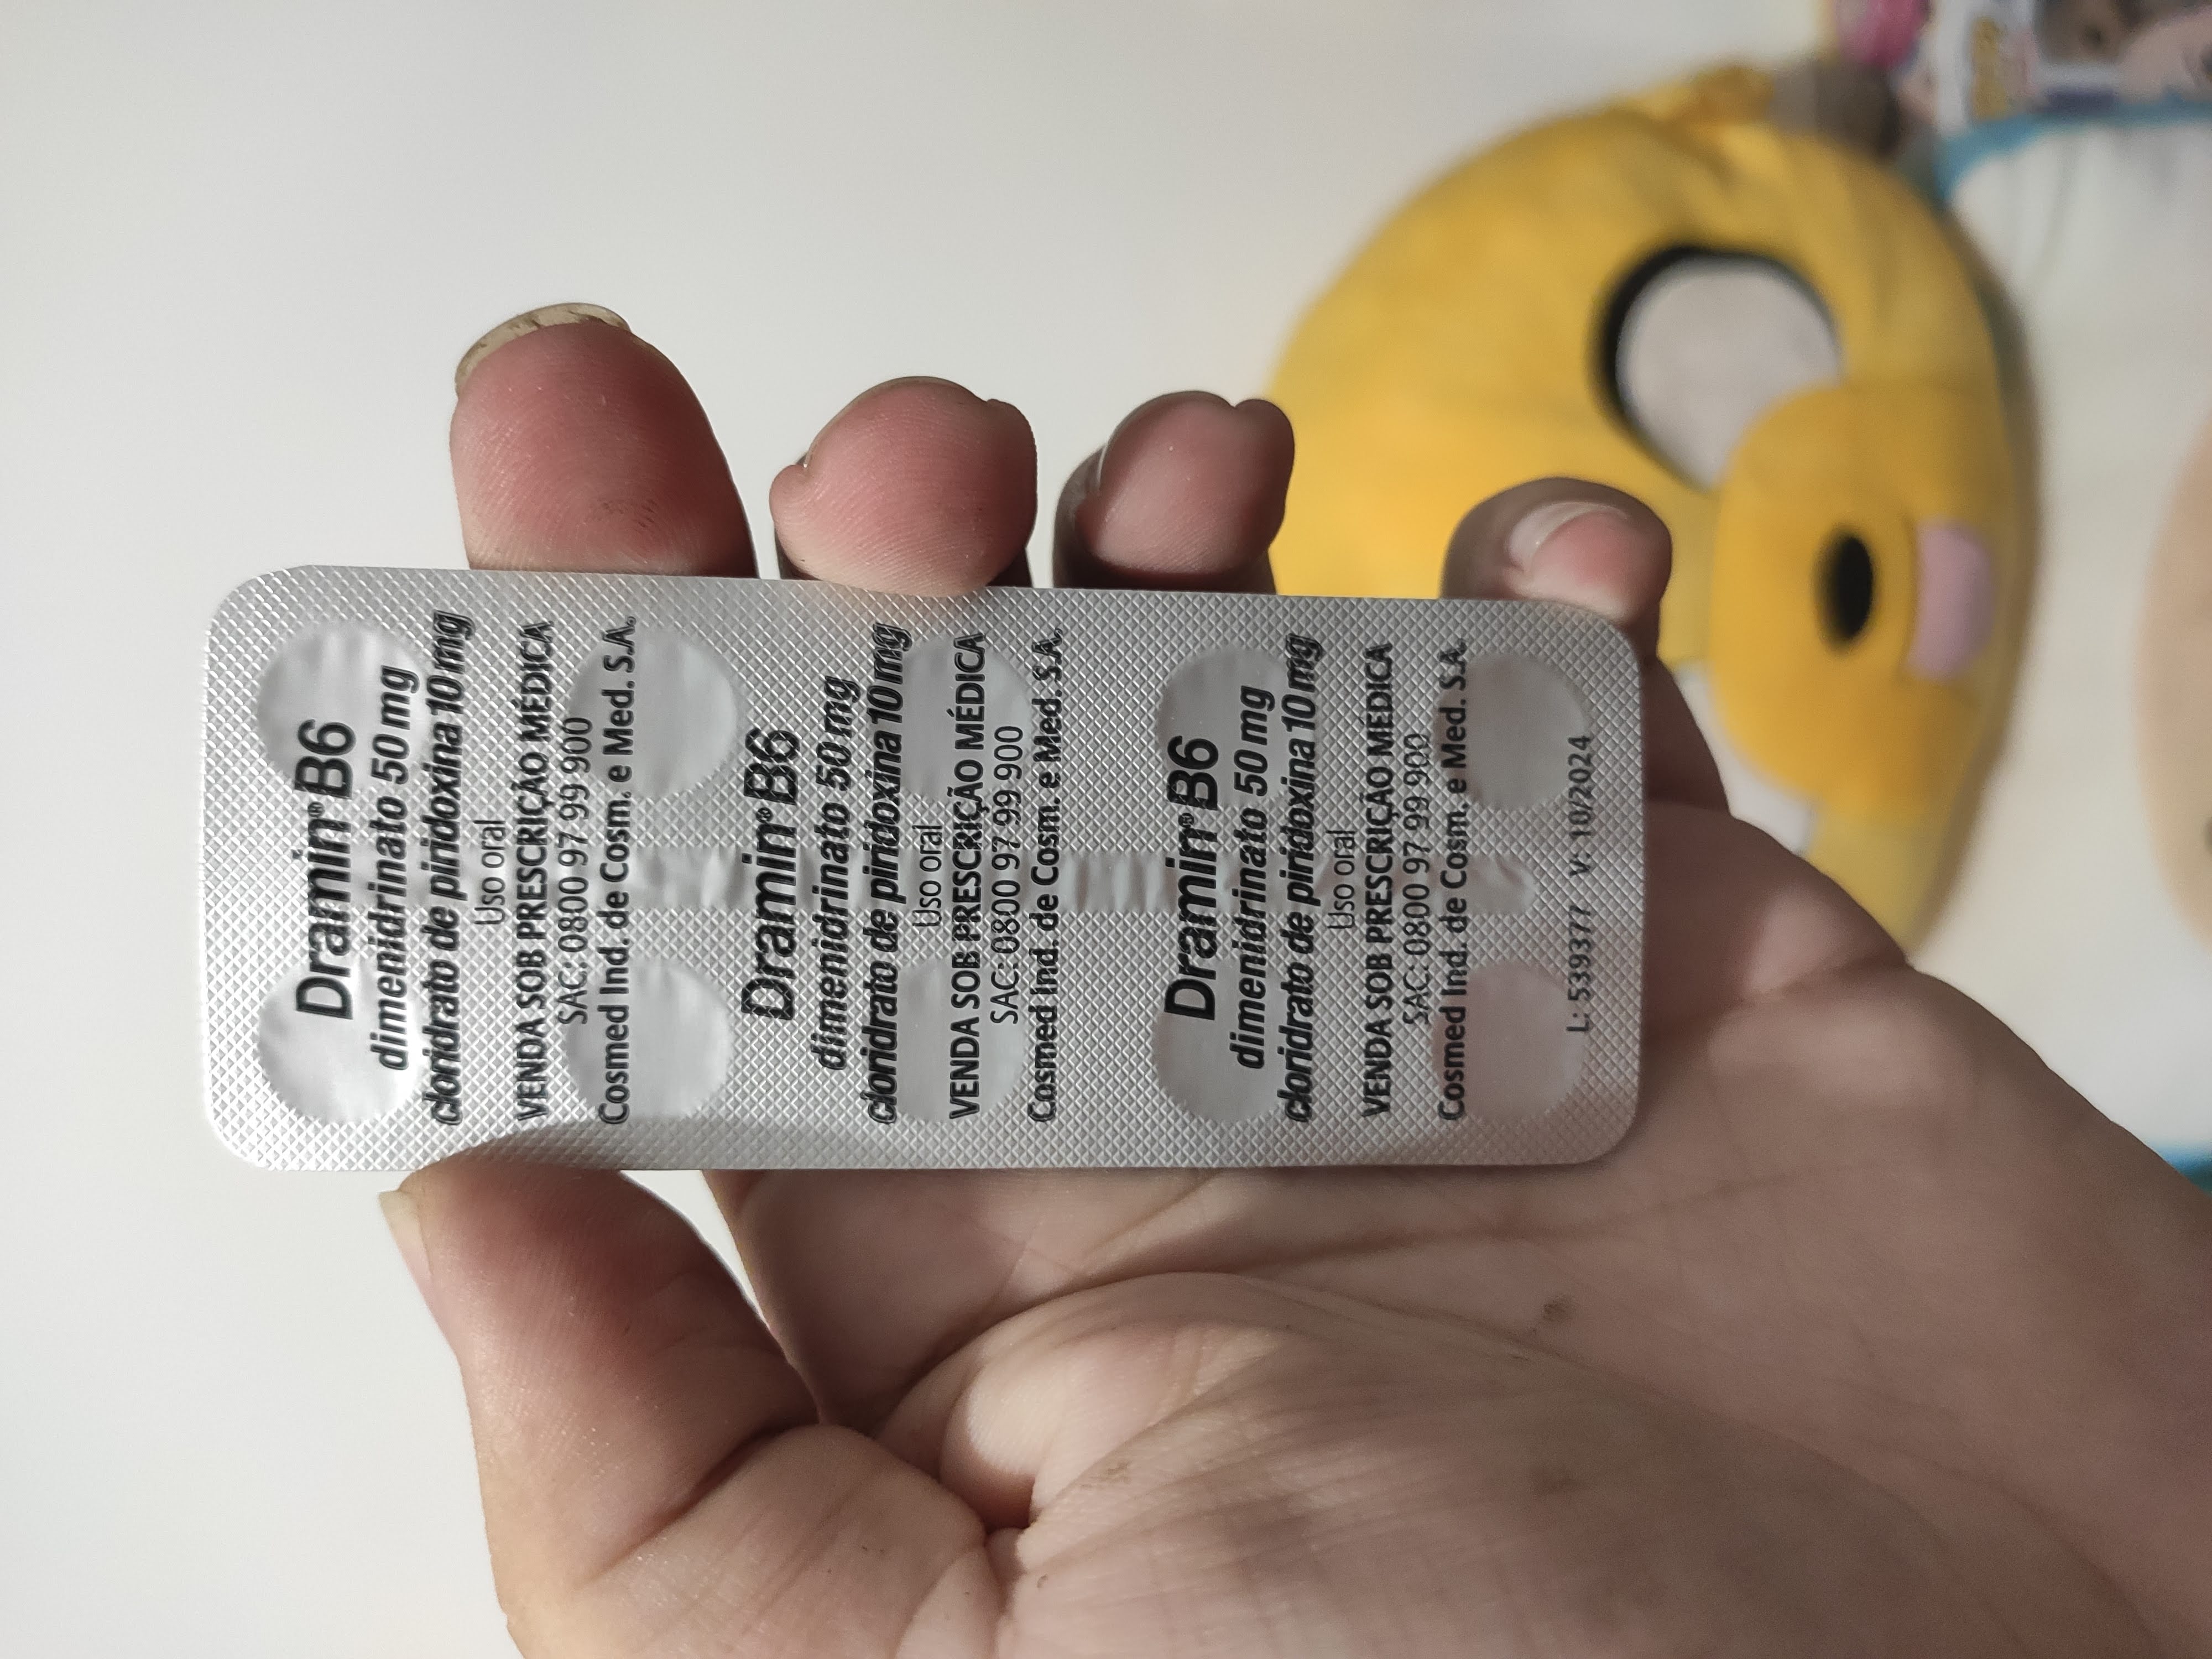 Dramin® B6
dimenidrinato 50 mg
cloridrato de piridoxina 10 mg
Uso oral
VENDA SOB PRESCRIÇÃO MÉDICA
SAC: 0800 97 99 900
Cosmed Ind. de Cosm. e Med. S.A.
Dramin® B6
dimenidrinato 50 mg
cloridrato de piridoxina 10 mg
Uso oral
VENDA SOB PRESCRIÇÃO MÉDICA
SAC: 0800 97 99 900
Cosmed Ind. de Cosm. e Med. S.A.
Dramin® B6
dimenidrinato 50 mg
cloridrato de piridoxina 10 mg
Uso oral
VENDA SOB PRESCRIÇÃO MÉDICA
SAC: 0800 97 99 900
Cosmed Ind. de Cosm. e Med. S.A.
L: 539377 V: 10/2024